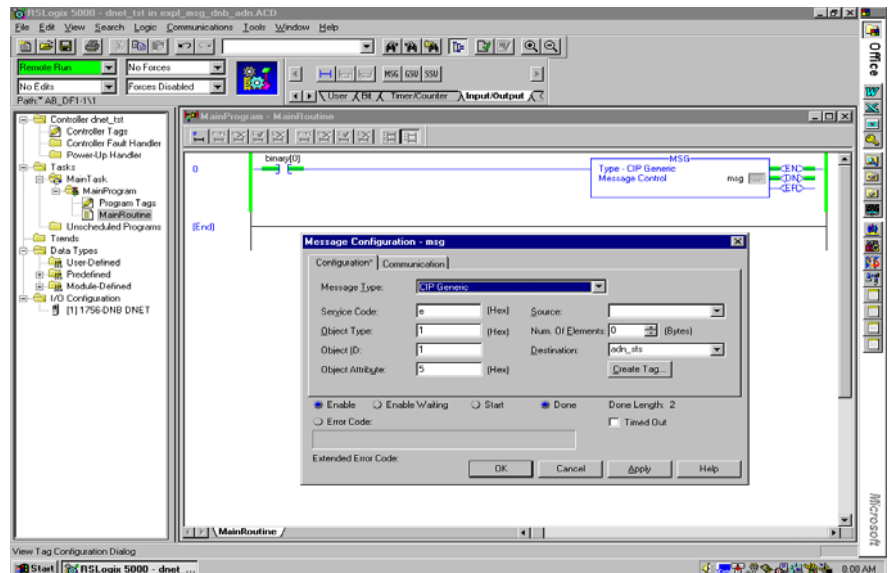 RSLogix 5000 - dnet_tst in expl_msg_dnb_adn.ACD
File Edit View Search Logic Communications Tools Window Help
Remote Run
No Forces
No Edits
Forces Disabled
Path: AB_DF1-1\1
MSG GSV SSV
User Bit Timer/Counter Input/Output C
Controller dnet_tst
Controller Tags
Controller Fault Handler
Power-Up Handler
Tasks
MainTask
MainProgram
Program Tags
MainRoutine
Unscheduled Programs
Trends
Data Types
User-Defined
Predefined
Module-Defined
I/O Configuration
[1] 1756-DNB DNET
MainProgram - MainRoutine
0
binary[0]
MSG
Type - CIP Generic
Message Control
msg ...
EN
DN
ER
(End)
Message Configuration - msg
Configuration* Communication
Message Type: CIP Generic
Service Code: e (Hex) Source:
Object Type: 1 (Hex) Num. Of Elements: 0 (Bytes)
Object ID: 1 Destination: adn_sts
Object Attribute: 5 (Hex) Create Tag...
Enable Enable Waiting Start Done Done Length: 2
Error Code: Timed Out
Extended Error Code:
OK Cancel Apply Help
MainRoutine
View Tag Configuration Dialog
Start RSLogix 5000 - dnet ... 8:00 AM
Office
Microsoft